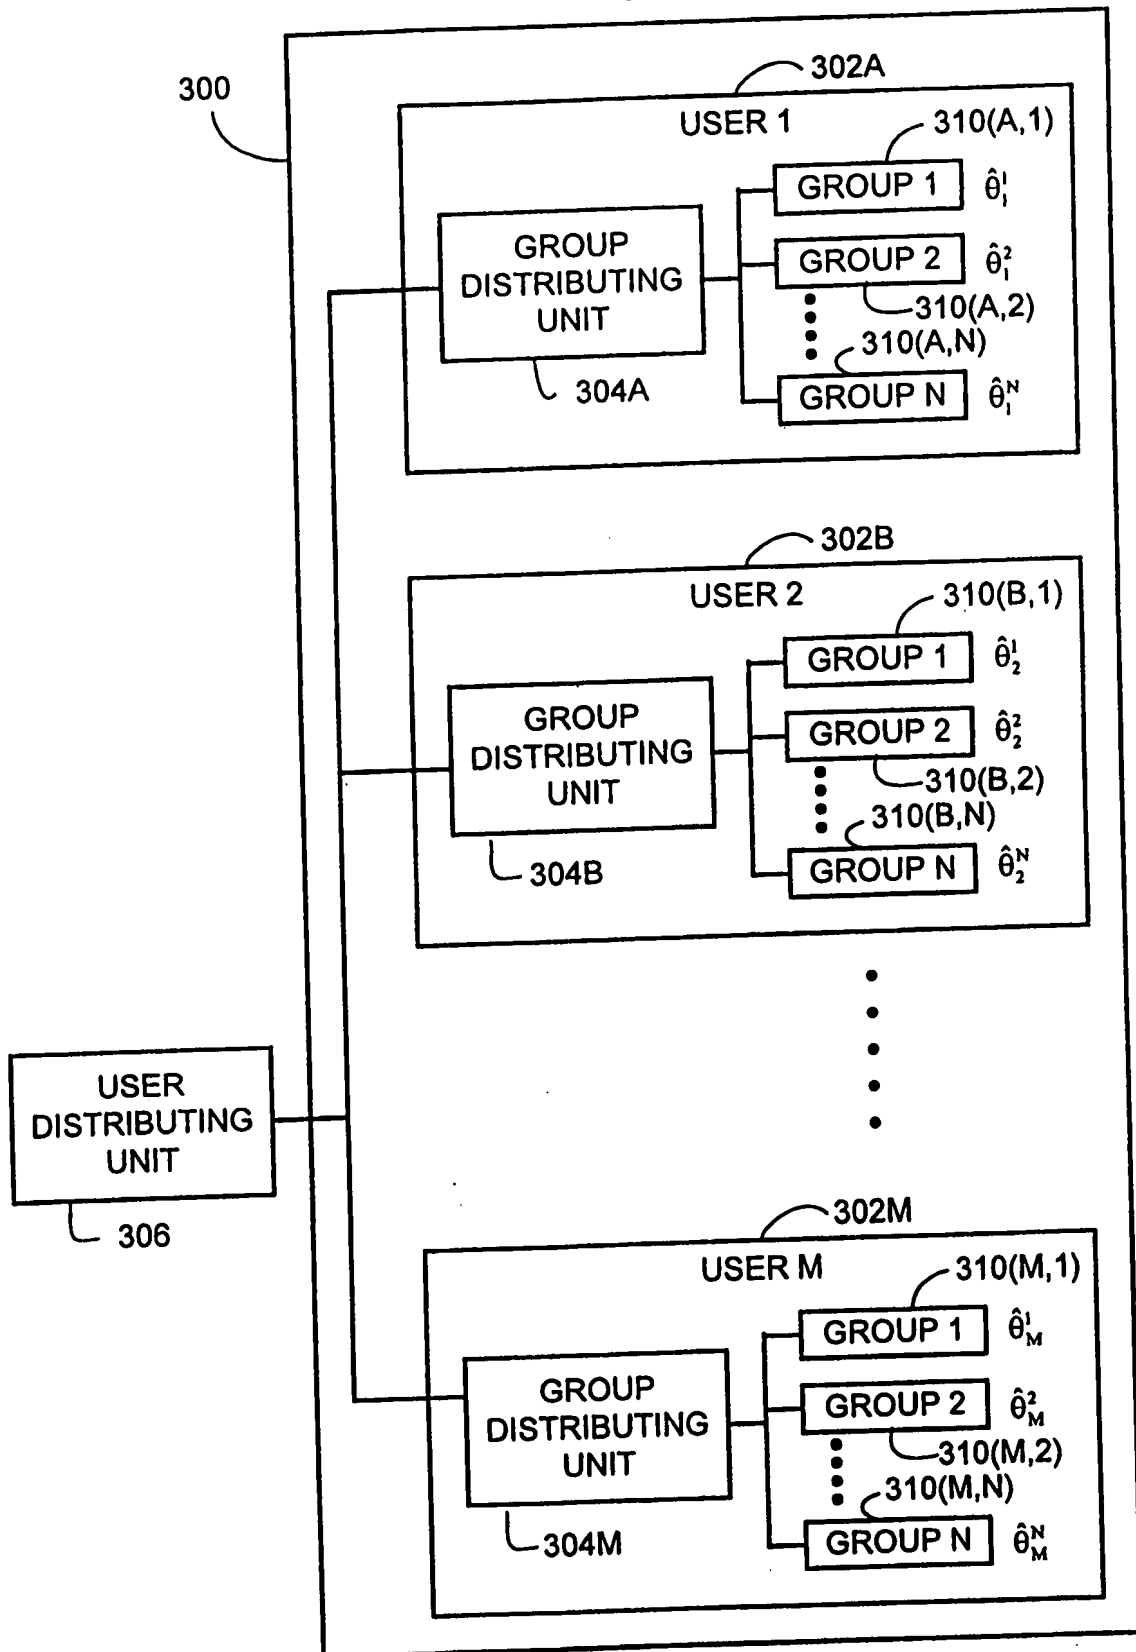 300
302A
USER 1
310(A,1)
GROUP 1 θ̂₁¹
GROUP
DISTRIBUTING
UNIT
GROUP 2 θ̂₁²
310(A,2)
310(A,N)
304A
GROUP N θ̂₁ᴺ
302B
USER 2
310(B,1)
GROUP 1 θ̂₂¹
GROUP
DISTRIBUTING
UNIT
GROUP 2 θ̂₂²
310(B,2)
310(B,N)
304B
GROUP N θ̂₂ᴺ
USER
DISTRIBUTING
UNIT
306
302M
USER M
310(M,1)
GROUP 1 θ̂_M¹
GROUP
DISTRIBUTING
UNIT
GROUP 2 θ̂_M²
310(M,2)
310(M,N)
304M
GROUP N θ̂_Mᴺ